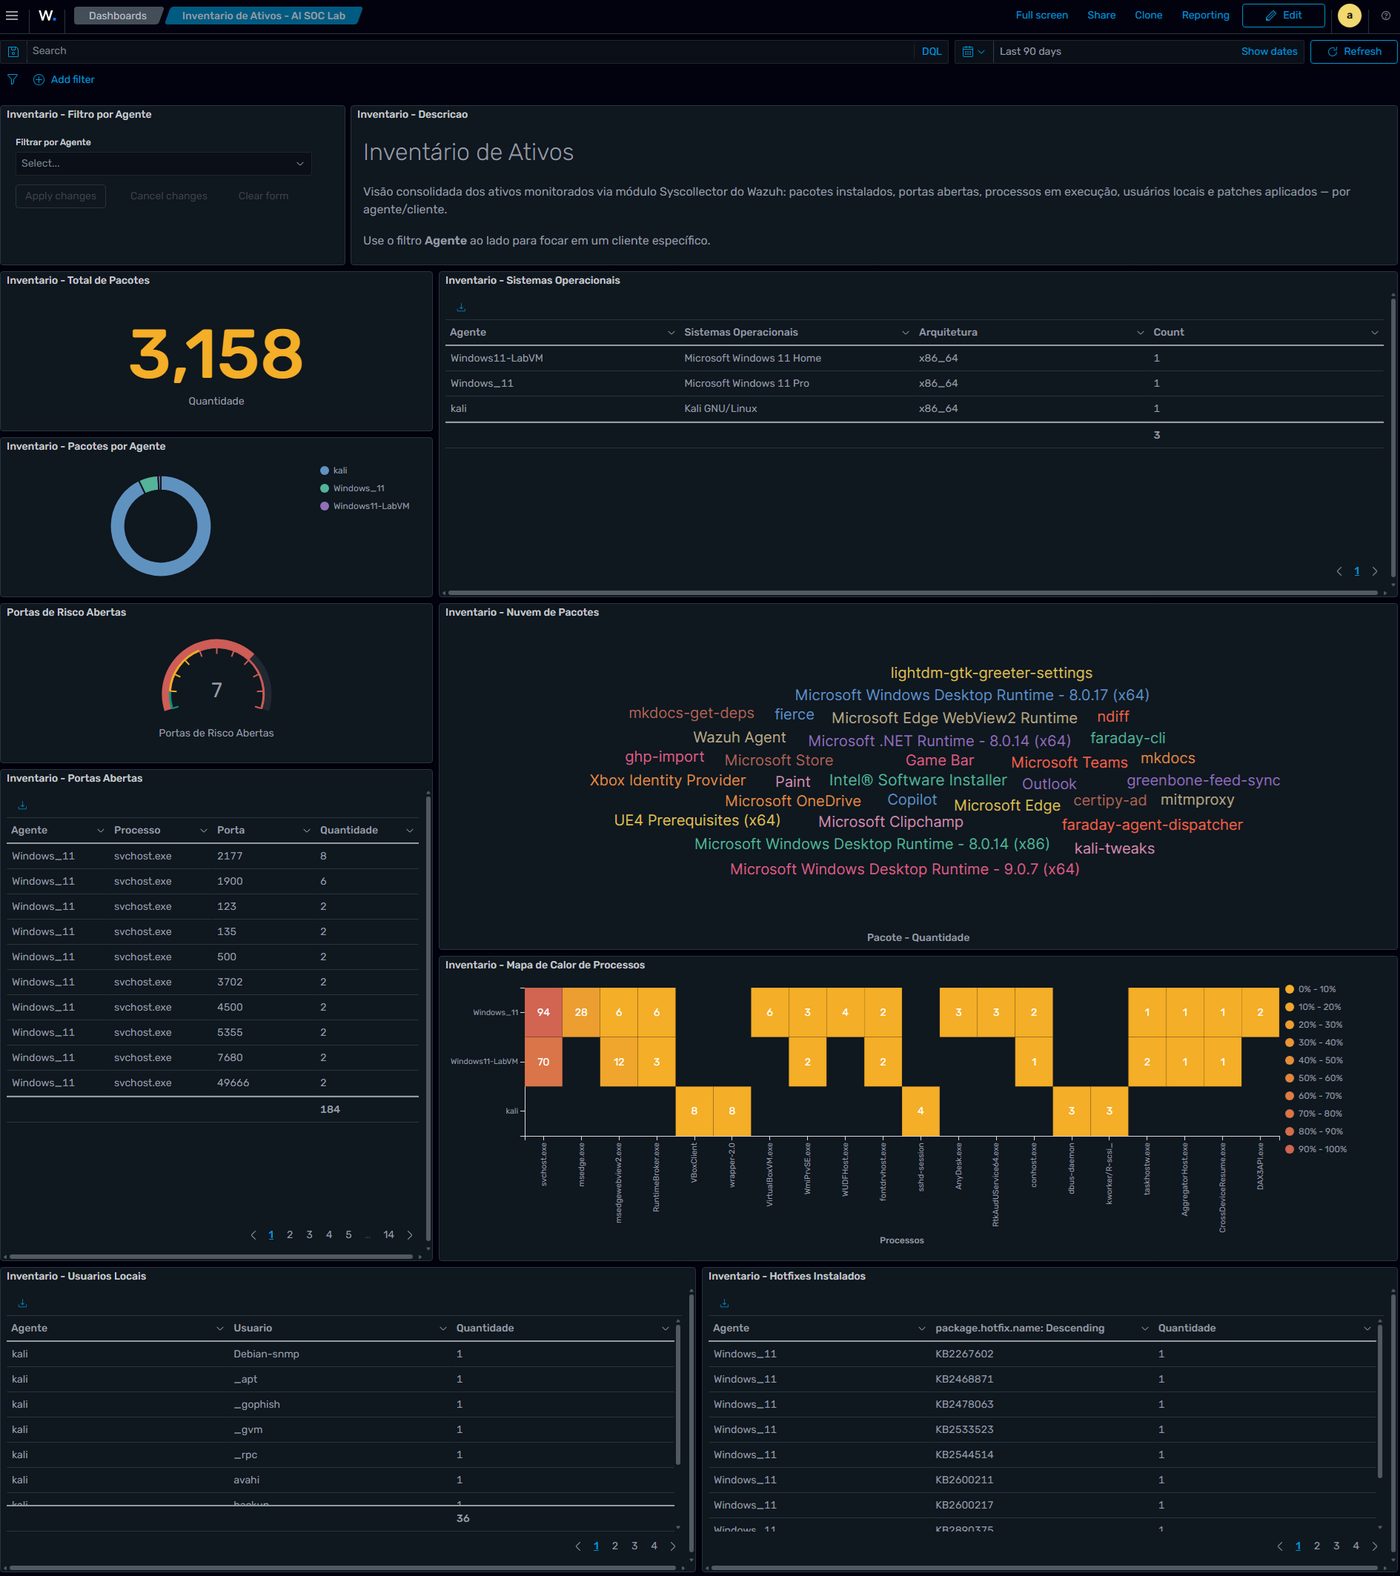 W.
Dashboards
Inventario de Ativos - AI SOC Lab
Full screen
Share
Clone
Reporting
Edit
a
Search
DQL
Last 90 days
Show dates
Refresh
Add filter
Inventario - Filtro por Agente
Filtrar por Agente
Select...
Apply changes
Cancel changes
Clear form
Inventario - Descricao
Inventário de Ativos
Visão consolidada dos ativos monitorados via módulo Syscollector do Wazuh: pacotes instalados, portas abertas, processos em execução, usuários locais e patches aplicados — por
agente/cliente.
Use o filtro Agente ao lado para focar em um cliente específico.
Inventario - Total de Pacotes
3,158
Quantidade
Inventario - Sistemas Operacionais
Agente Sistemas Operacionais Arquitetura Count
Windows11-LabVM Microsoft Windows 11 Home x86_64 1
Windows_11 Microsoft Windows 11 Pro x86_64 1
kali Kali GNU/Linux x86_64 1
3
1
Inventario - Pacotes por Agente
kali
Windows_11
Windows11-LabVM
Portas de Risco Abertas
7
Portas de Risco Abertas
Inventario - Nuvem de Pacotes
lightdm-gtk-greeter-settings
Microsoft Windows Desktop Runtime - 8.0.17 (x64)
mkdocs-get-deps fierce Microsoft Edge WebView2 Runtime ndiff
Wazuh Agent Microsoft .NET Runtime - 8.0.14 (x64) faraday-cli
ghp-import Microsoft Store Game Bar Microsoft Teams mkdocs
Xbox Identity Provider Paint Intel® Software Installer Outlook greenbone-feed-sync
Microsoft OneDrive Copilot Microsoft Edge certipy-ad mitmproxy
UE4 Prerequisites (x64) Microsoft Clipchamp faraday-agent-dispatcher
Microsoft Windows Desktop Runtime - 8.0.14 (x86) kali-tweaks
Microsoft Windows Desktop Runtime - 9.0.7 (x64)
Pacote - Quantidade
Inventario - Portas Abertas
Agente Processo Porta Quantidade
Windows_11 svchost.exe 2177 8
Windows_11 svchost.exe 1900 6
Windows_11 svchost.exe 123 2
Windows_11 svchost.exe 135 2
Windows_11 svchost.exe 500 2
Windows_11 svchost.exe 3702 2
Windows_11 svchost.exe 4500 2
Windows_11 svchost.exe 5355 2
Windows_11 svchost.exe 7680 2
Windows_11 svchost.exe 49666 2
184
1 2 3 4 5 ... 14
Inventario - Mapa de Calor de Processos
Windows_11 94 28 6 6 6 3 4 2 3 3 2 1 1 1 2
Windows11-LabVM 70 12 3 2 2 1 2 1 1
kali 8 8 4 3 3
svchost.exe
msedge.exe
msedgewebview2.exe
RuntimeBroker.exe
VBoxClient
wrapper-2.0
VirtualBoxVM.exe
WmiPrvSE.exe
WUDFHost.exe
fontdrvhost.exe
sshd-session
AnyDesk.exe
RtkAudUService64.exe
conhost.exe
dbus-daemon
kworker/R-scsi_
taskhostw.exe
AggregatorHost.exe
CrossDeviceResume.exe
DAX3API.exe
Processos
0% - 10%
10% - 20%
20% - 30%
30% - 40%
40% - 50%
50% - 60%
60% - 70%
70% - 80%
80% - 90%
90% - 100%
Inventario - Usuarios Locais
Agente Usuario Quantidade
kali Debian-snmp 1
kali _apt 1
kali _gophish 1
kali _gvm 1
kali _rpc 1
kali avahi 1
kali backup 1
36
1 2 3 4
Inventario - Hotfixes Instalados
Agente package.hotfix.name: Descending Quantidade
Windows_11 KB2267602 1
Windows_11 KB2468871 1
Windows_11 KB2478063 1
Windows_11 KB2533523 1
Windows_11 KB2544514 1
Windows_11 KB2600211 1
Windows_11 KB2600217 1
Windows_11 KB2890375 1
1 2 3 4